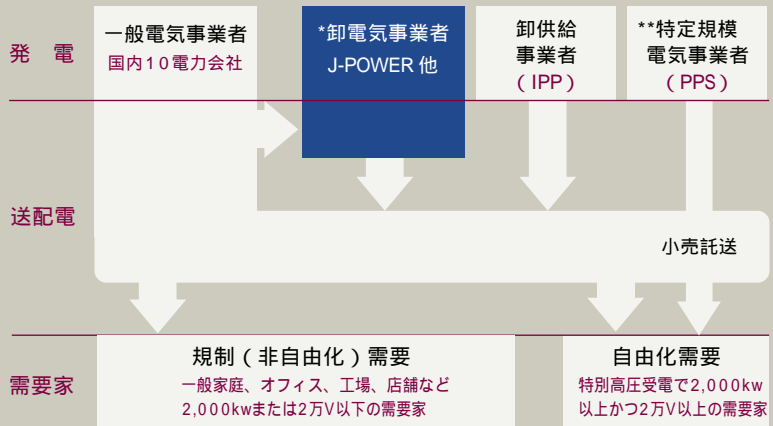 発 電
一般電気事業者
国内10電力会社
*卸電気事業者
J-POWER 他
卸供給
事業者
(IPP)
**特定規模
電気事業者
(PPS)
送配電
小売託送
需要家
規制(非自由化)需要
一般家庭、オフィス、工場、店舗など
2,000kwまたは2万V以下の需要家
自由化需要
特別高圧受電で2,000kw
以上かつ2万V以上の需要家